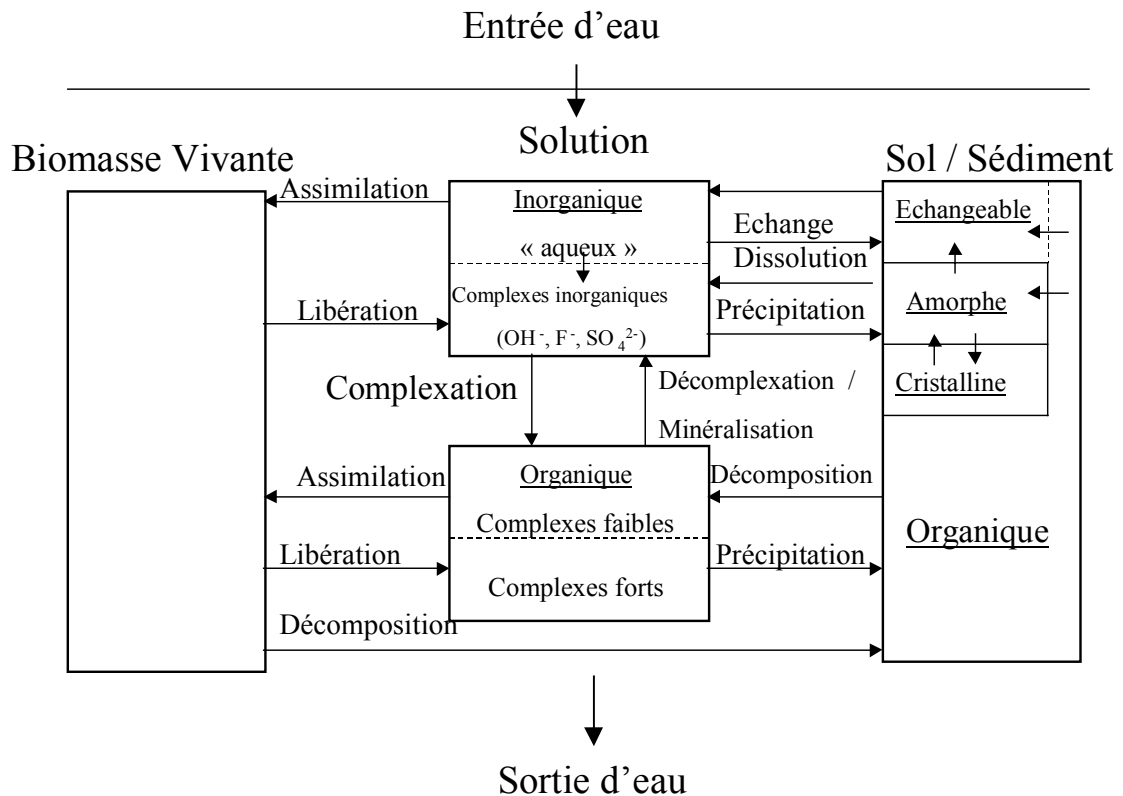 Entrée d’eau
Solution
Biomasse Vivante
Sol / Sédiment
Assimilation
Inorganique
« aqueux »
Complexes inorganiques
(OH⁻, F⁻, SO₄²⁻)
Echange
Dissolution
Précipitation
Echangeable
Amorphe
Cristalline
Libération
Complexation
Décomplexation /
Minéralisation
Assimilation
Organique
Complexes faibles
Complexes forts
Décomposition
Précipitation
Organique
Libération
Décomposition
Sortie d’eau